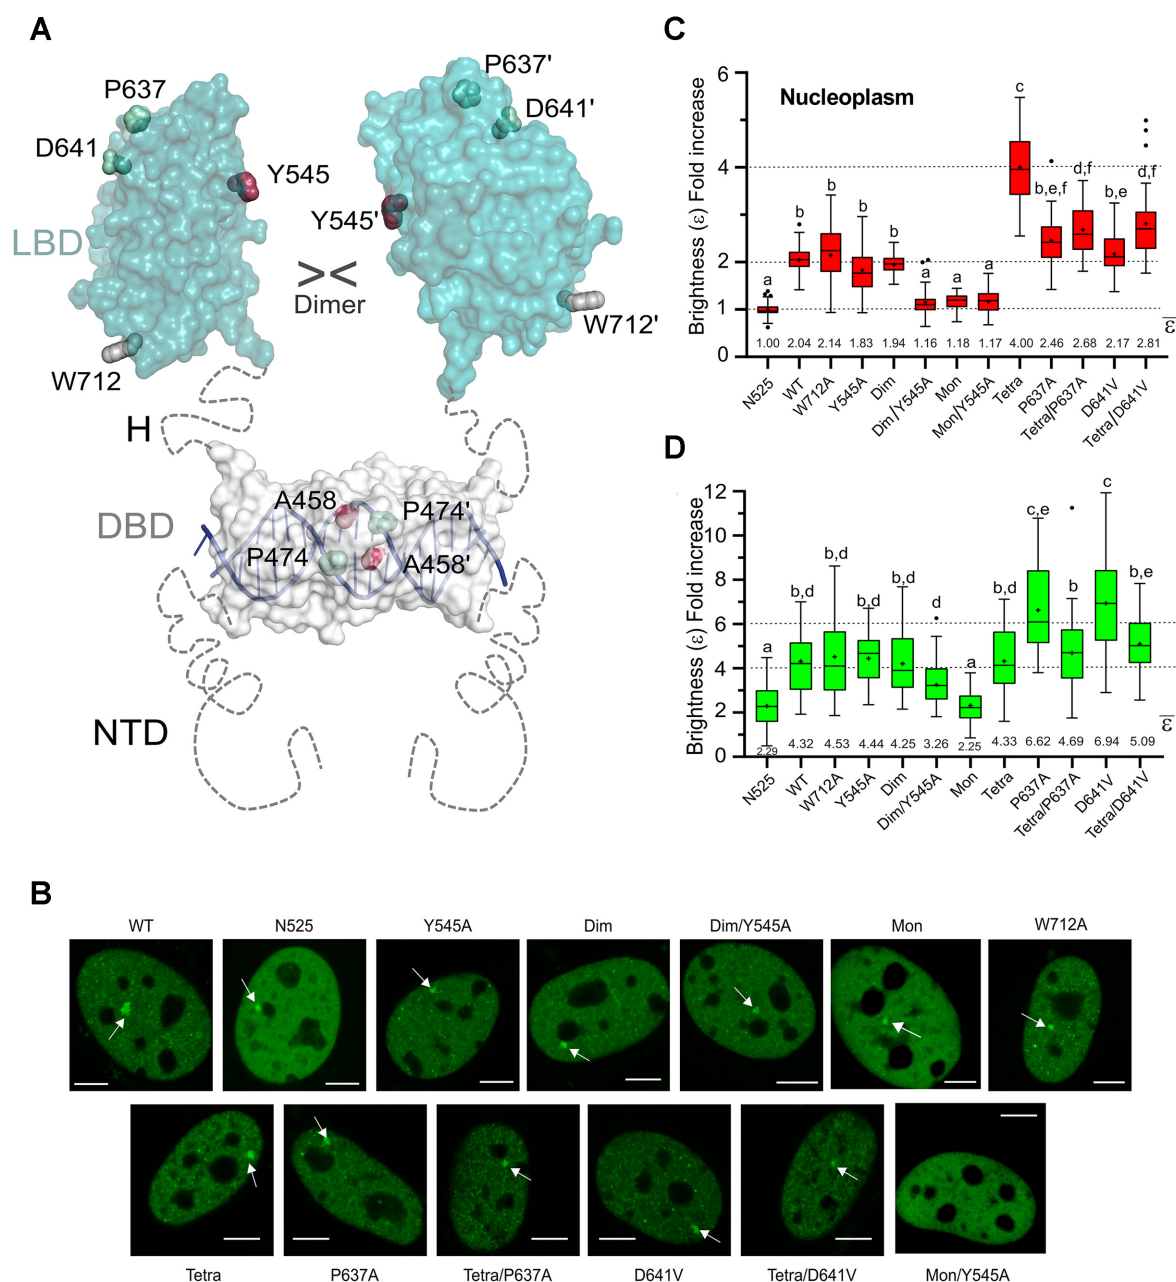 A
P637
D641
Y545
LBD
W712
P637'
D641'
Y545'
><
Dimer
W712'
H
DBD
A458
P474'
P474
A458'
NTD
C
Brightness (ε) Fold increase
Nucleoplasm
6
4
2
1
0
a
b
b
b
b
a
a
a
c
b,e,f
d,f
b,e
d,f
1.00 2.04 2.14 1.83 1.94 1.16 1.18 1.17 4.00 2.46 2.68 2.17 2.81
ε
N525
WT
W712A
Y545A
Dim
Dim/Y545A
Mon
Mon/Y545A
Tetra
P637A
Tetra/P637A
D641V
Tetra/D641V
D
Brightness (ε) Fold increase
12
10
8
6
4
2
0
a
b,d
b,d
b,d
b,d
d
a
b,d
c,e
b
c
b,e
2.29 4.32 4.53 4.44 4.25 3.26 2.25 4.33 6.62 4.69 6.94 5.09
ε
N525
WT
W712A
Y545A
Dim
Dim/Y545A
Mon
Tetra
P637A
Tetra/P637A
D641V
Tetra/D641V
B
WT N525 Y545A Dim Dim/Y545A Mon W712A
Tetra P637A Tetra/P637A D641V Tetra/D641V Mon/Y545A